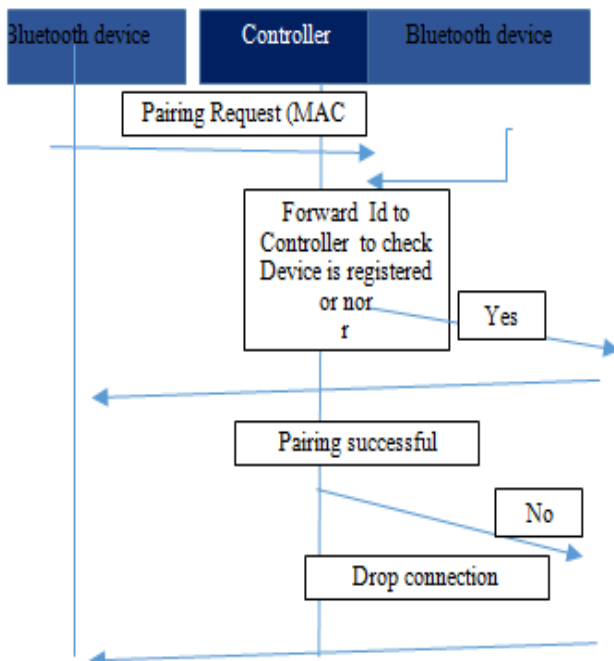 Bluetooth device
Controller
Bluetooth device
Pairing Request (MAC
Forward Id to
Controller to check
Device is registered
or nor
r
Yes
Pairing successful
No
Drop connection